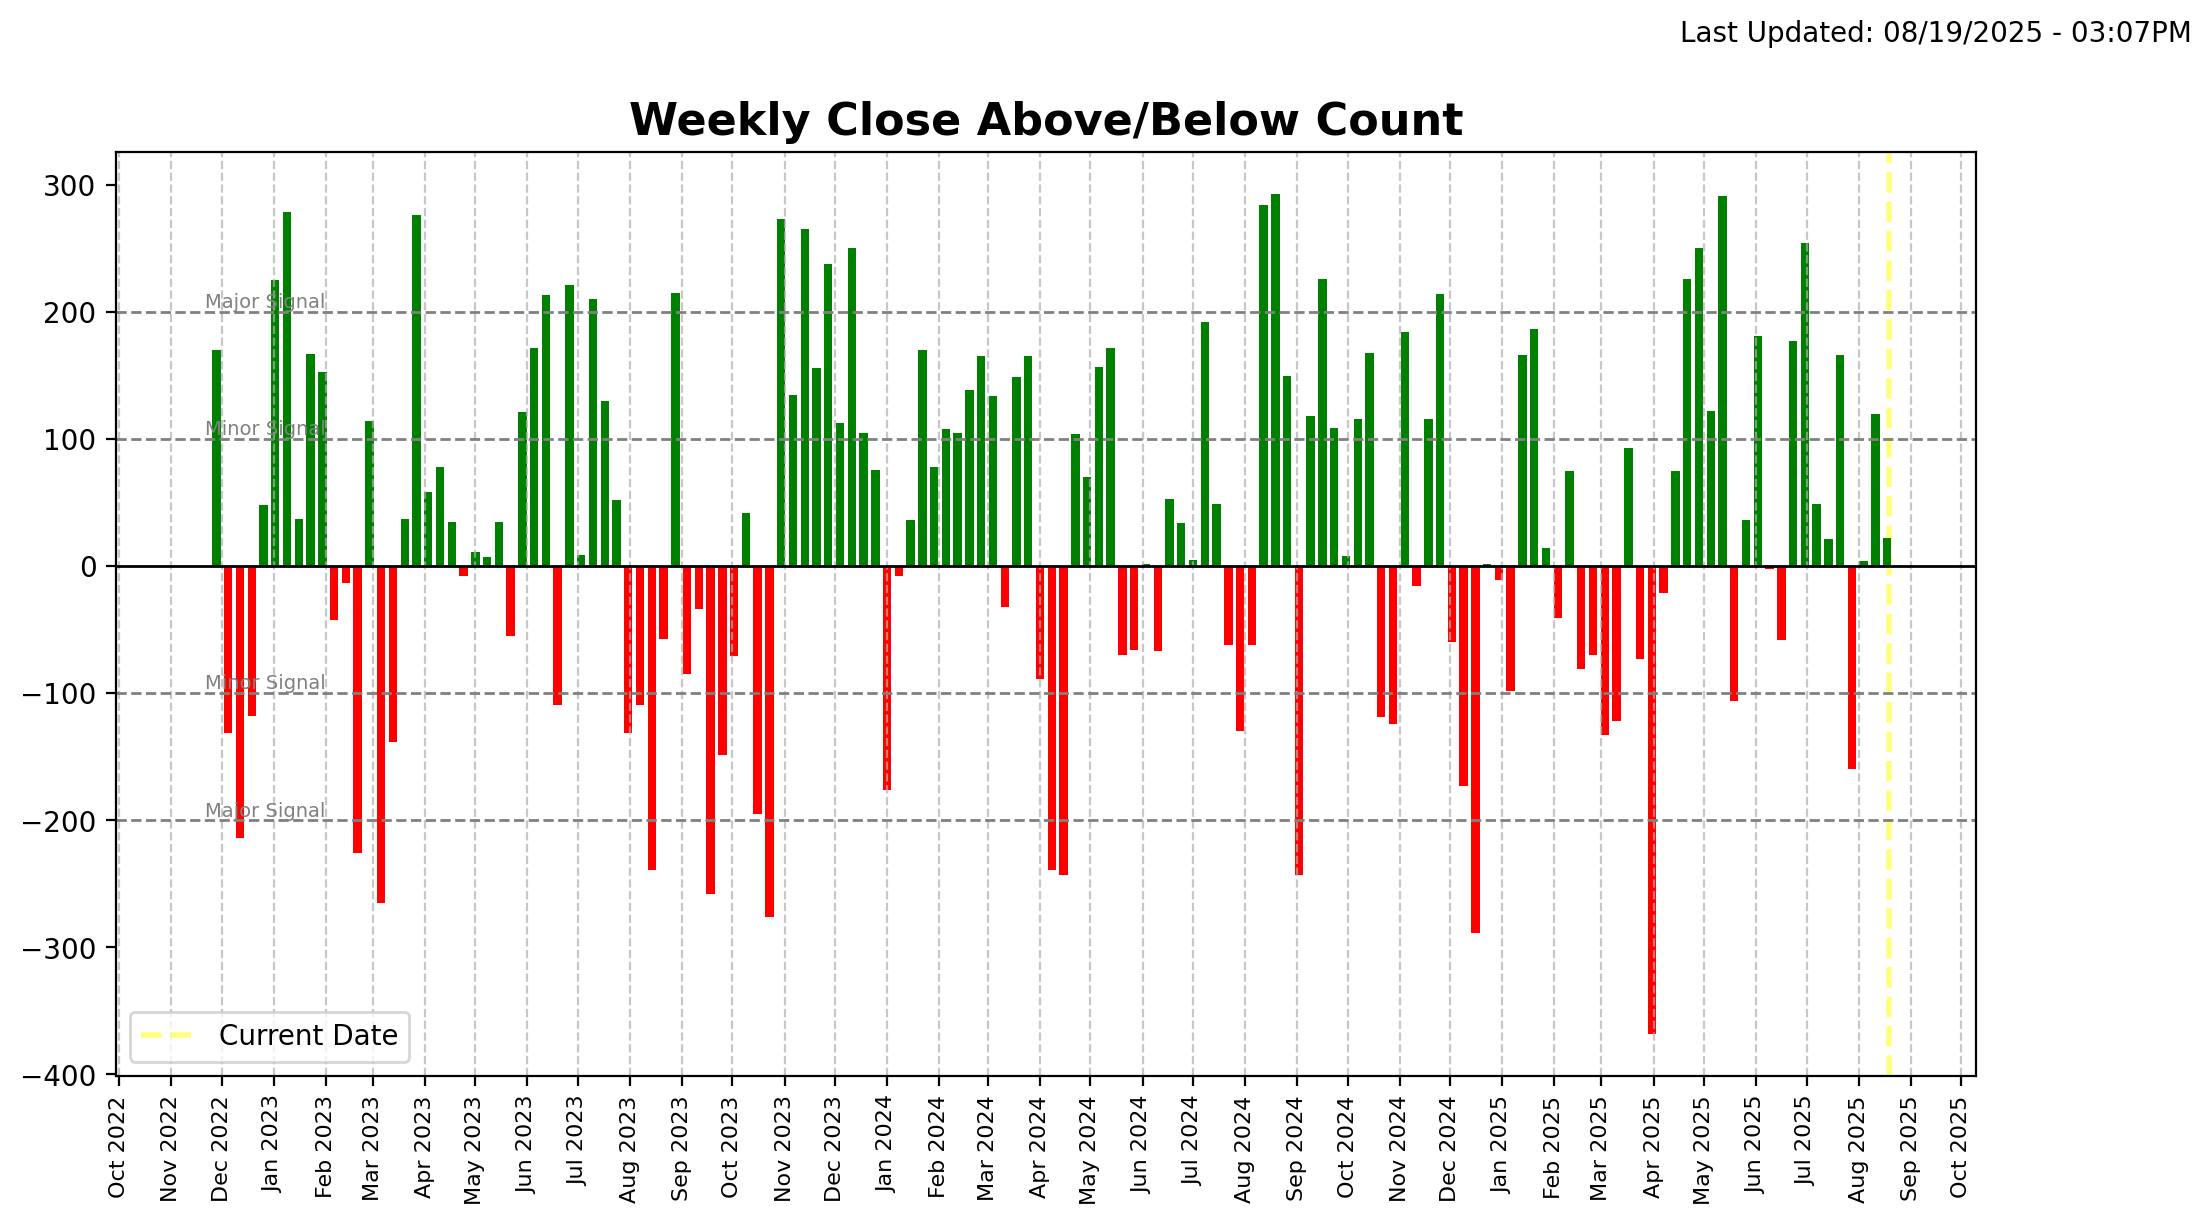 Last Updated: 08/19/2025 - 03:07PM
Weekly Close Above/Below Count
300
200
100
0
−100
−200
−300
−400
Major Signal
Minor Signal
Minor Signal
Major Signal
Current Date
Oct 2022
Nov 2022
Dec 2022
Jan 2023
Feb 2023
Mar 2023
Apr 2023
May 2023
Jun 2023
Jul 2023
Aug 2023
Sep 2023
Oct 2023
Nov 2023
Dec 2023
Jan 2024
Feb 2024
Mar 2024
Apr 2024
May 2024
Jun 2024
Jul 2024
Aug 2024
Sep 2024
Oct 2024
Nov 2024
Dec 2024
Jan 2025
Feb 2025
Mar 2025
Apr 2025
May 2025
Jun 2025
Jul 2025
Aug 2025
Sep 2025
Oct 2025